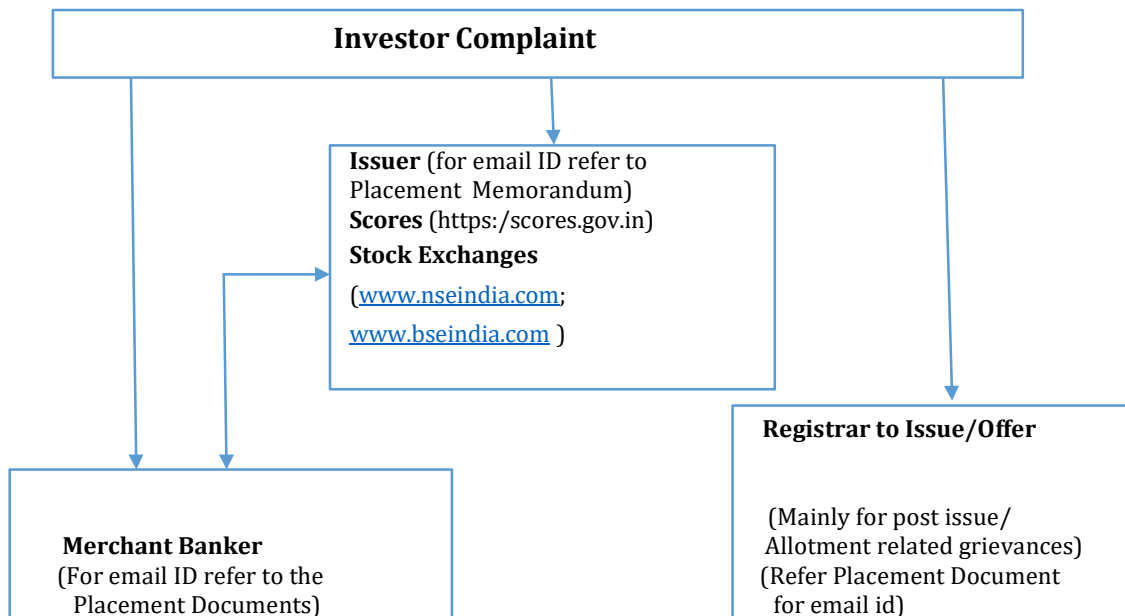 Investor Complaint
Issuer (for email ID refer to
Placement Memorandum)
Scores (https:/scores.gov.in)
Stock Exchanges
(www.nseindia.com;
www.bseindia.com )
Registrar to Issue/Offer
(Mainly for post issue/
Allotment related grievances)
(Refer Placement Document
for email id)
Merchant Banker
(For email ID refer to the
Placement Documents)